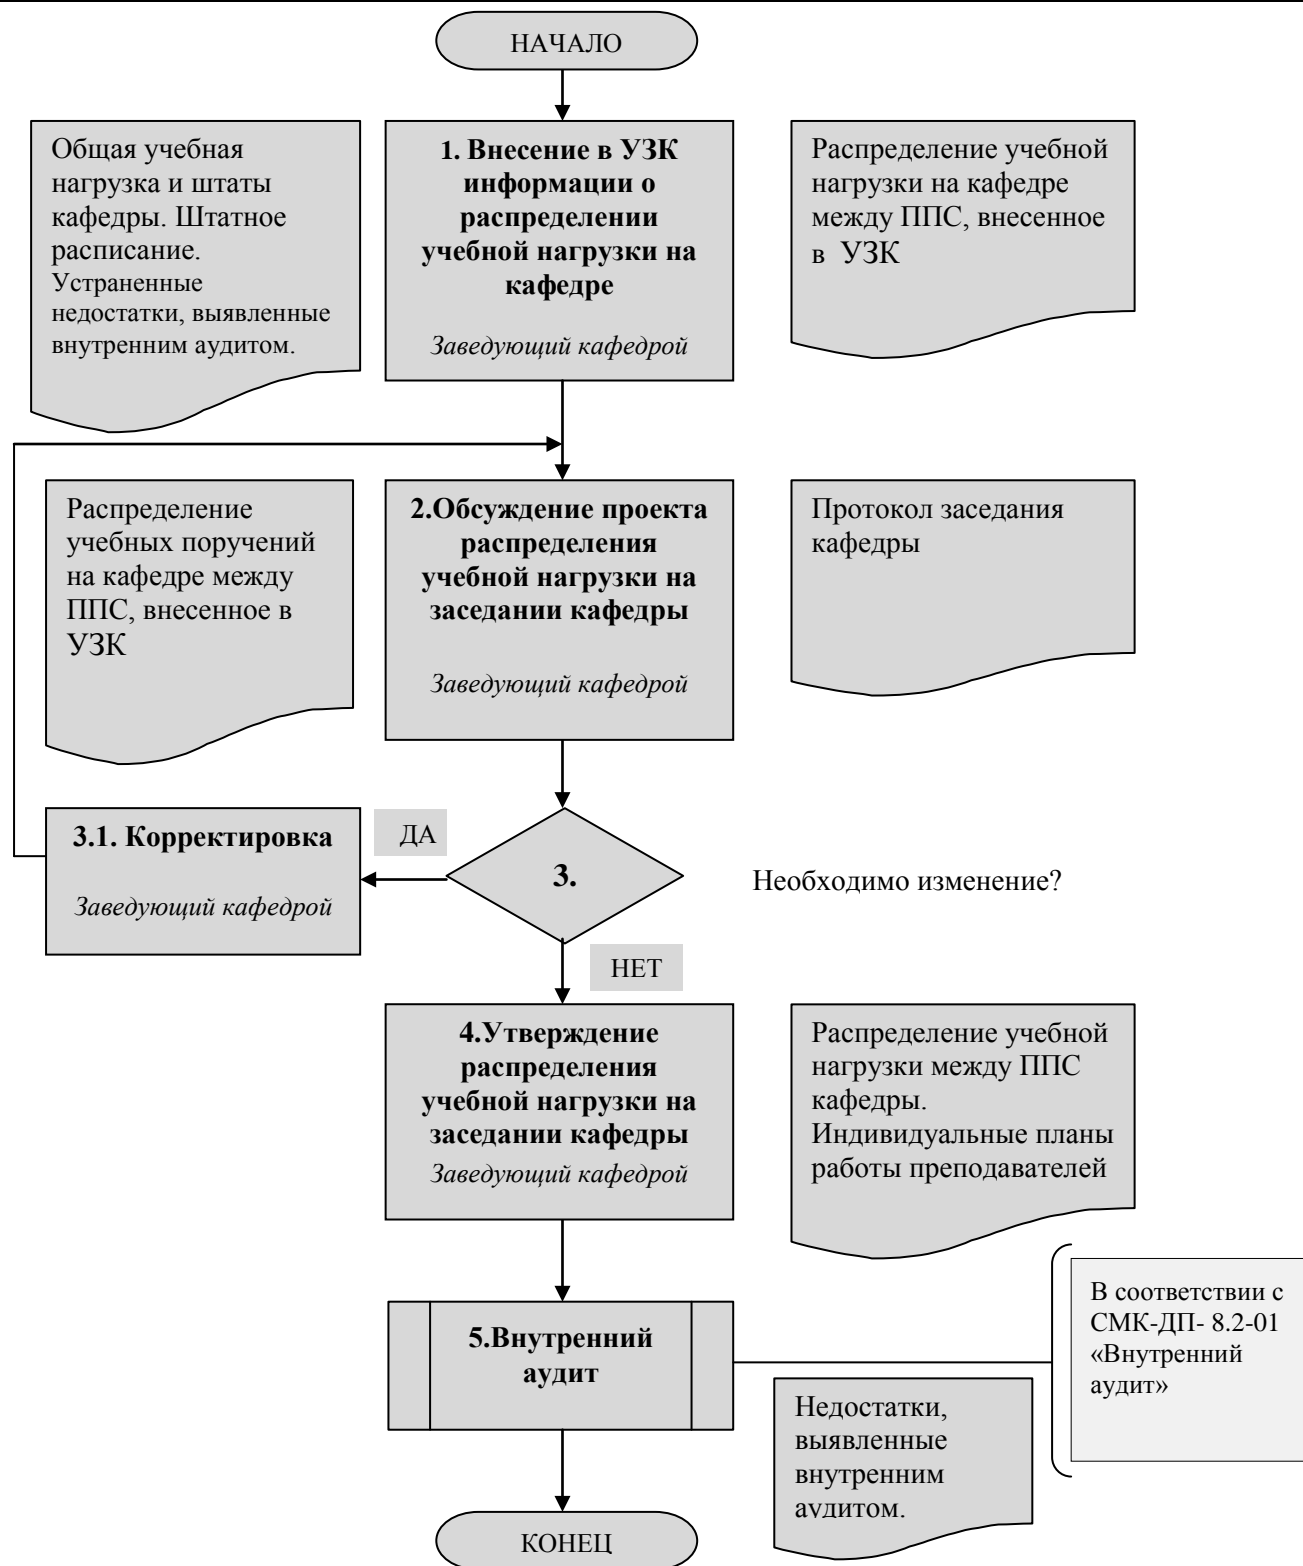 НАЧАЛО
Общая учебная
нагрузка и штаты
кафедры. Штатное
расписание.
Устраненные
недостатки, выявленные
внутренним аудитом.
1. Внесение в УЗК
информации о
распределении
учебной нагрузки на
кафедре
Заведующий кафедрой
Распределение учебной
нагрузки на кафедре
между ППС, внесенное
в УЗК
Распределение
учебных поручений
на кафедре между
ППС, внесенное в
УЗК
2.Обсуждение проекта
распределения
учебной нагрузки на
заседании кафедры
Заведующий кафедрой
Протокол заседания
кафедры
3.1. Корректировка
Заведующий кафедрой
ДА
3.
Необходимо изменение?
НЕТ
4.Утверждение
распределения
учебной нагрузки на
заседании кафедры
Заведующий кафедрой
Распределение учебной
нагрузки между ППС
кафедры.
Индивидуальные планы
работы преподавателей
5.Внутренний
аудит
В соответствии с
СМК-ДП- 8.2-01
«Внутренний
аудит»
Недостатки,
выявленные
внутренним
аудитом.
КОНЕЦ